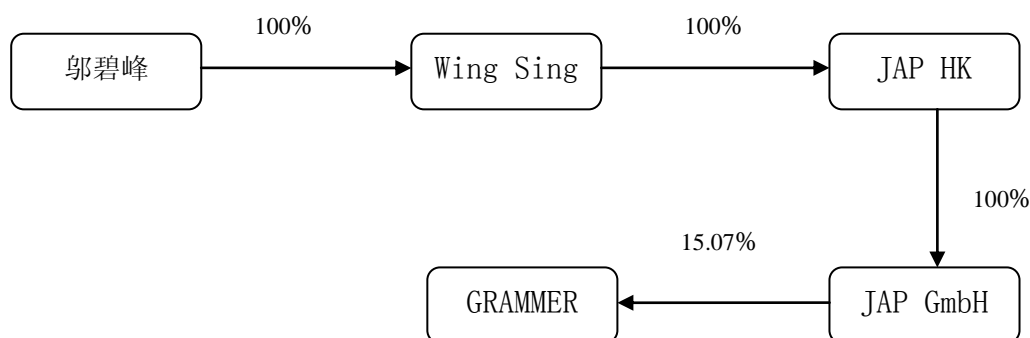 100%
100%
邬碧峰
Wing Sing
JAP HK
100%
15.07%
GRAMMER
JAP GmbH